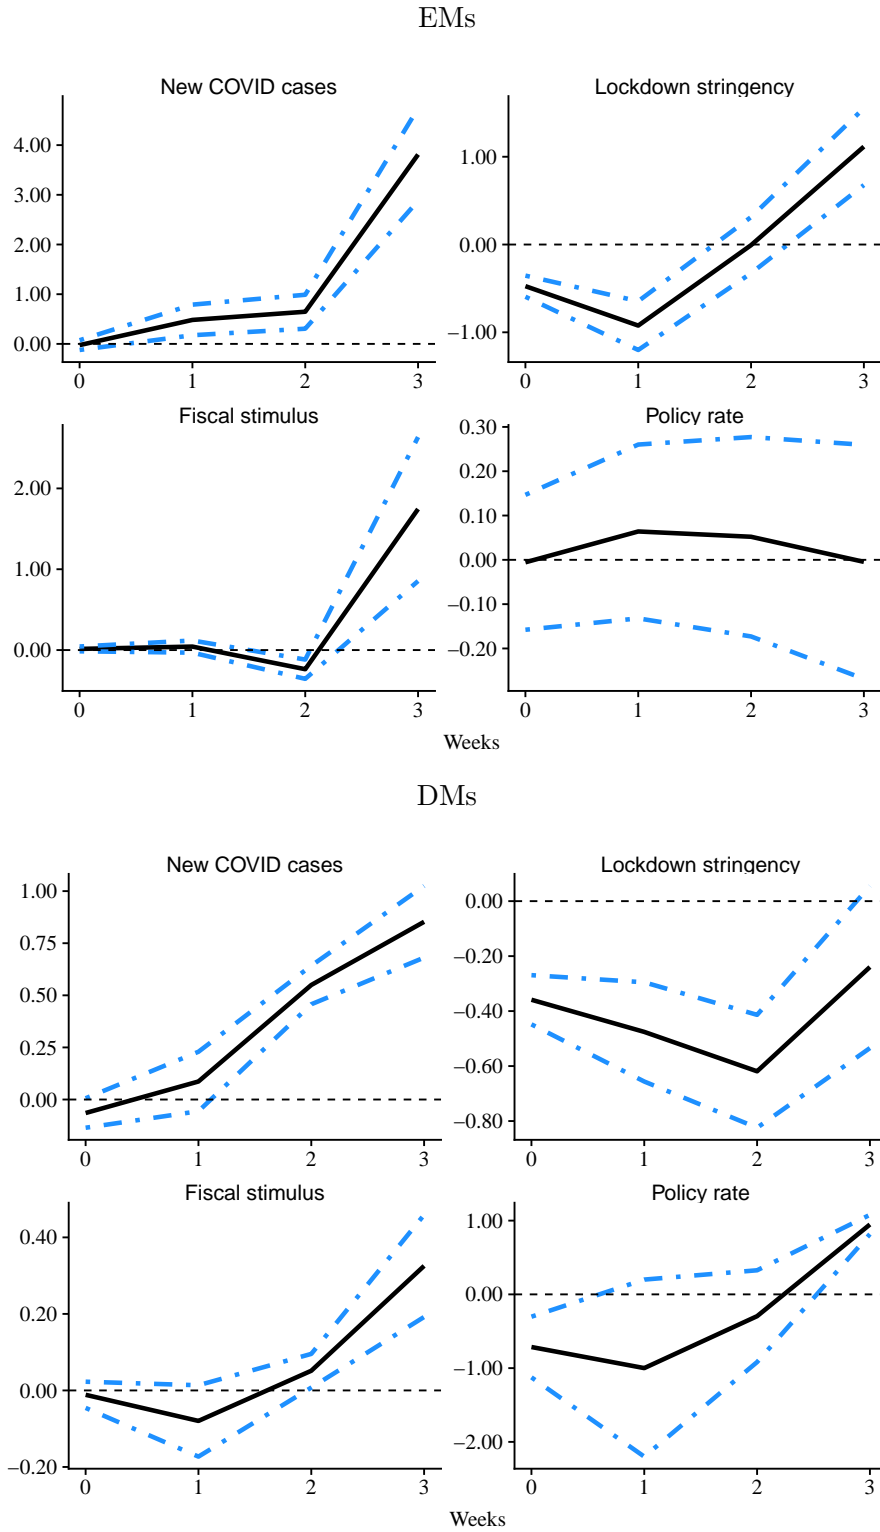 EMs
New COVID cases
Lockdown stringency
4.00
3.00
2.00
1.00
0.00
0 1 2 3
1.00
0.00
−1.00
0 1 2 3
Fiscal stimulus
Policy rate
2.00
1.00
0.00
0 1 2 3
0.30
0.20
0.10
0.00
−0.10
−0.20
0 1 2 3
Weeks
DMs
New COVID cases
Lockdown stringency
1.00
0.75
0.50
0.25
0.00
0 1 2 3
0.00
−0.20
−0.40
−0.60
−0.80
0 1 2 3
Fiscal stimulus
Policy rate
0.40
0.20
0.00
−0.20
0 1 2 3
1.00
0.00
−1.00
−2.00
0 1 2 3
Weeks